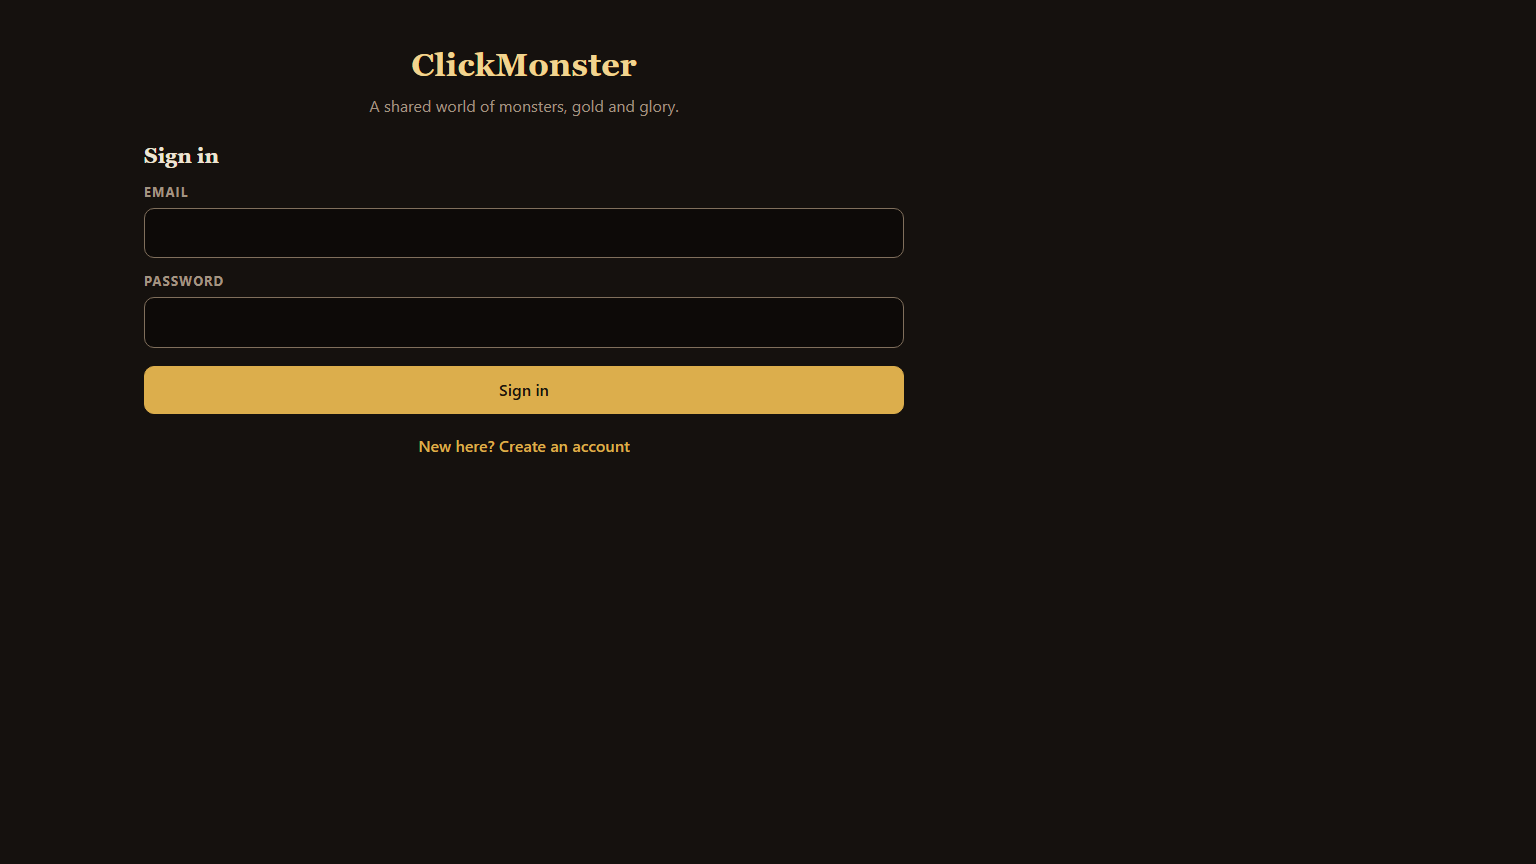 ClickMonster
A shared world of monsters, gold and glory.
Sign in
EMAIL
PASSWORD
Sign in
New here? Create an account